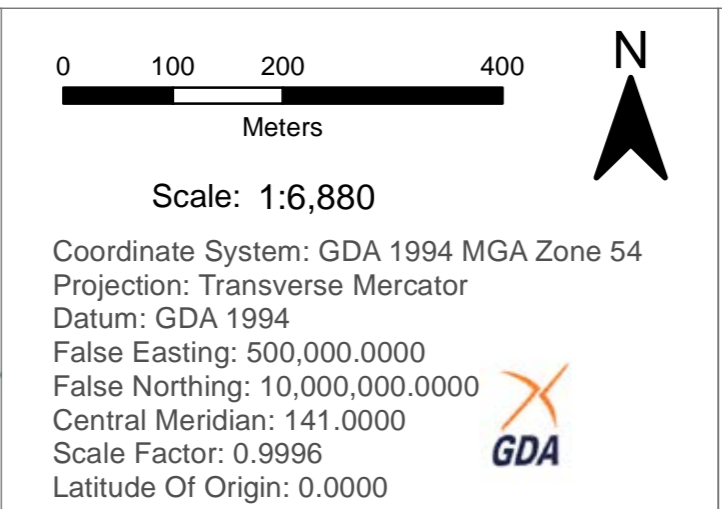 N
0 100 200 400
Meters
Scale: 1:6,880
Coordinate System: GDA 1994 MGA Zone 54
Projection: Transverse Mercator
Datum: GDA 1994
False Easting: 500,000.0000
False Northing: 10,000,000.0000
Central Meridian: 141.0000
Scale Factor: 0.9996
Latitude Of Origin: 0.0000
GDA